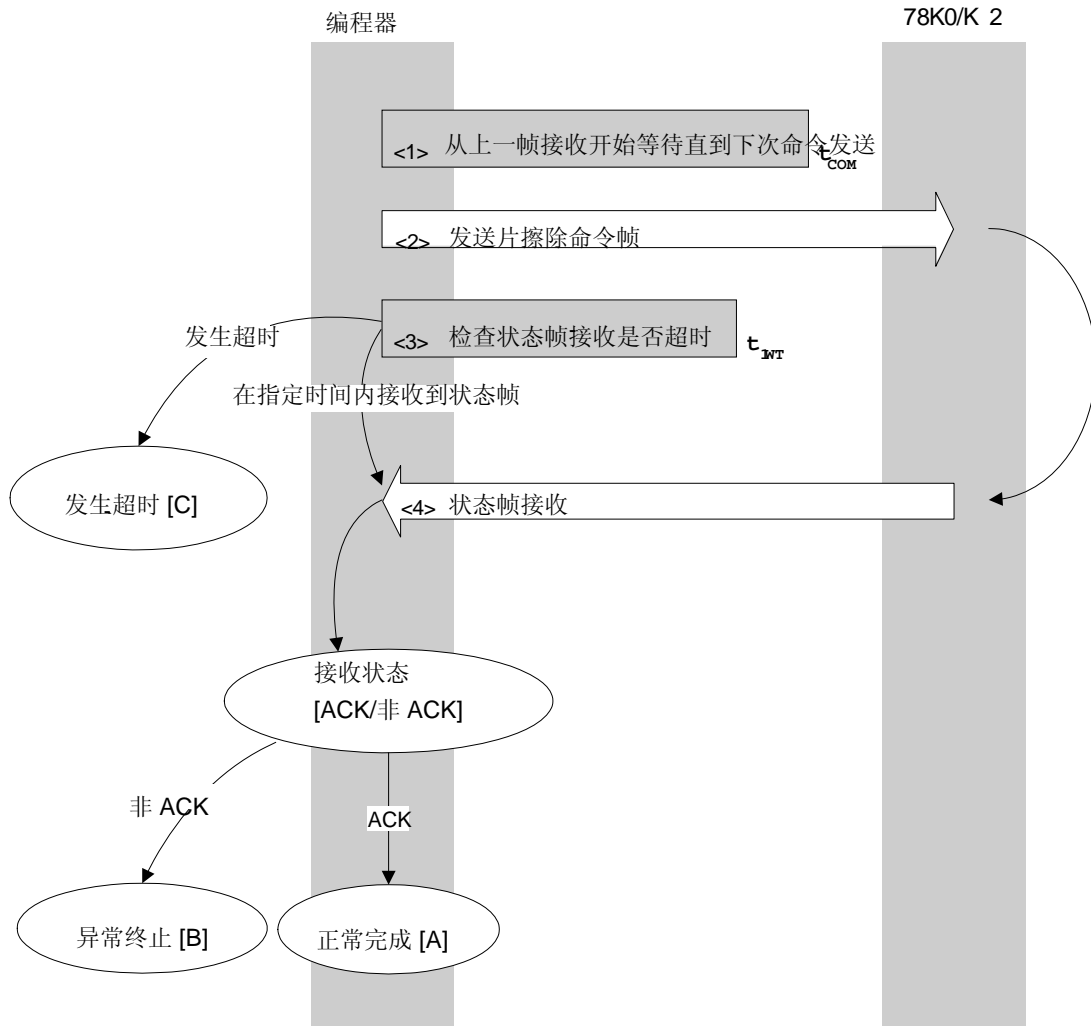 编程器
78K0/K 2
<1> 从上一帧接收开始等待直到下次命令发送
tCOM
<2> 发送片擦除命令帧
发生超时
<3> 检查状态帧接收是否超时
tWT1
在指定时间内接收到状态帧
发生超时 [C]
<4> 状态帧接收
接收状态
[ACK/非 ACK]
非 ACK
ACK
异常终止 [B]
正常完成 [A]